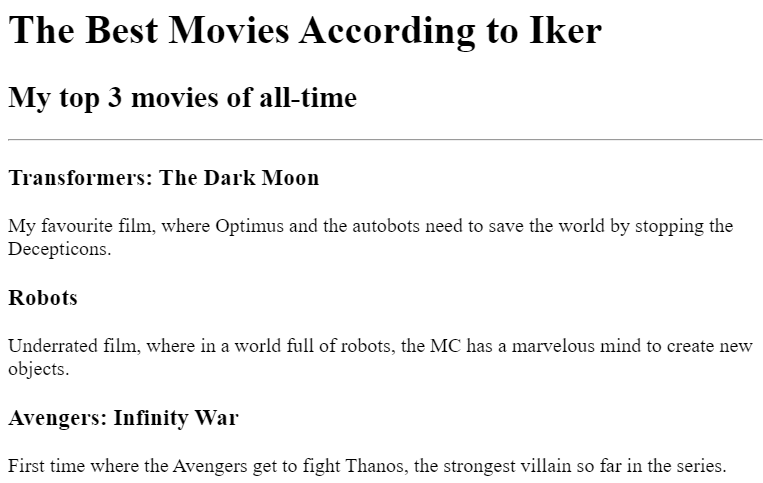 The Best Movies According to Iker
My top 3 movies of all-time
Transformers: The Dark Moon
My favourite film, where Optimus and the autobots need to save the world by stopping the
Decepticons.
Robots
Underrated film, where in a world full of robots, the MC has a marvelous mind to create new
objects.
Avengers: Infinity War
First time where the Avengers get to fight Thanos, the strongest villain so far in the series.